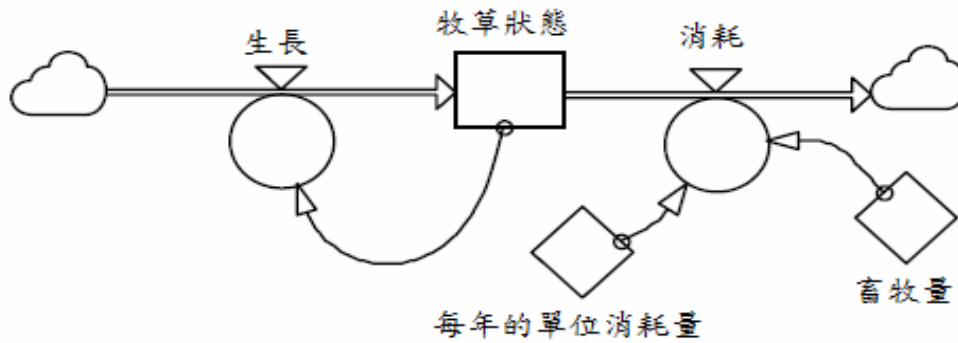 生長
牧草狀態
消耗
每年的單位消耗量
畜牧量